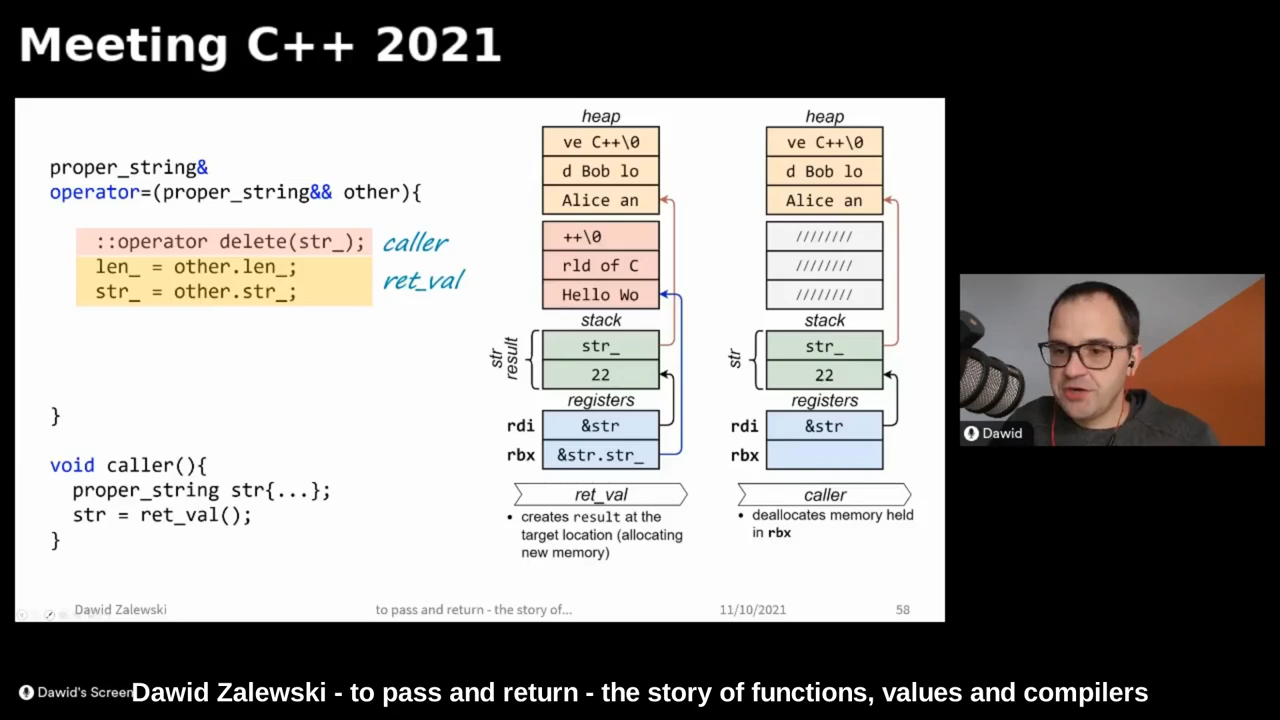 Meeting C++ 2021
proper_string&
operator=(proper_string&& other){
::operator delete(str_);
caller
len_ = other.len_;
str_ = other.str_;
ret_val
}
void caller(){
proper_string str{...};
str = ret_val();
}
heap
ve C++\0
d Bob lo
Alice an
++\0
rld of C
Hello Wo
stack
str
result
str_
22
registers
rdi
&str
rbx
&str.str_
ret_val
• creates result at the
target location (allocating
new memory)
heap
ve C++\0
d Bob lo
Alice an
////////
////////
////////
stack
str
str_
22
registers
rdi
&str
rbx
caller
• deallocates memory held
in rbx
Dawid Zalewski
to pass and return - the story of...
11/10/2021
58
Dawid
Dawid's Screen
Dawid Zalewski - to pass and return - the story of functions, values and compilers